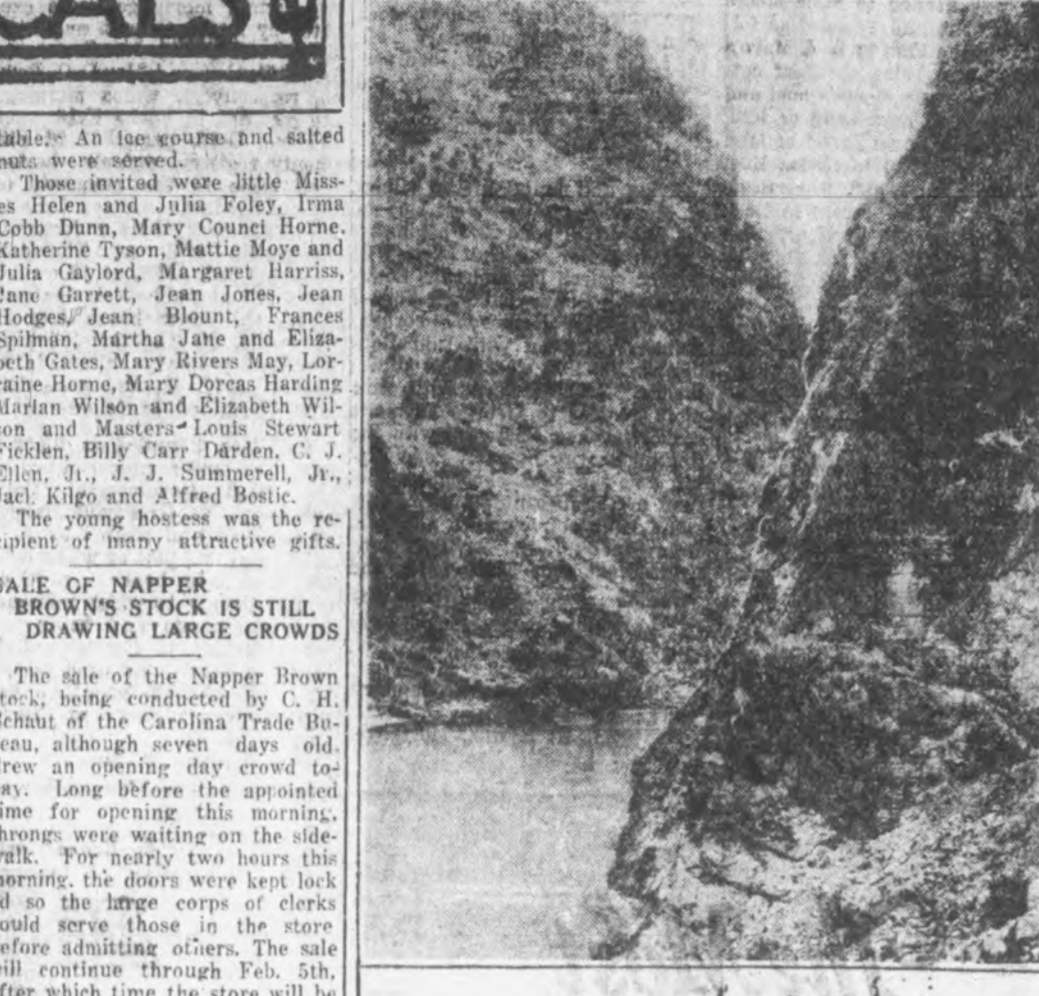 CALS
table. An ice course and salted
nuts were served.
Those invited were little Miss-
es Helen and Julia Foley, Irma
Cobb Dunn, Mary Counci Horne,
Katherine Tyson, Mattie Moye and
Julia Gaylord, Margaret Harriss,
Jane Garrett, Jean Jones, Jean
Hodges, Jean Blount, Frances
Spilman, Martha Jane and Eliza-
beth Gates, Mary Rivers May, Lor-
raine Horne, Mary Dorcas Harding
Marian Wilson and Elizabeth Wil-
son and Masters Louis Stewart
Ficklen, Billy Carr Darden, C. J.
Ellen, Jr., J. J. Summerell, Jr.,
Jack Kilgo and Alfred Bostic.
The young hostess was the re-
cipient of many attractive gifts.
SALE OF NAPPER
BROWN'S STOCK IS STILL
DRAWING LARGE CROWDS
The sale of the Napper Brown
stock, being conducted by C. H.
Schaut of the Carolina Trade Bu-
reau, although seven days old,
drew an opening day crowd to-
day. Long before the appointed
time for opening this morning,
throngs were waiting on the side-
walk. For nearly two hours this
morning, the doors were kept lock
ed so the large corps of clerks
could serve those in the store
before admitting others. The sale
will continue through Feb. 5th,
after which time the store will be